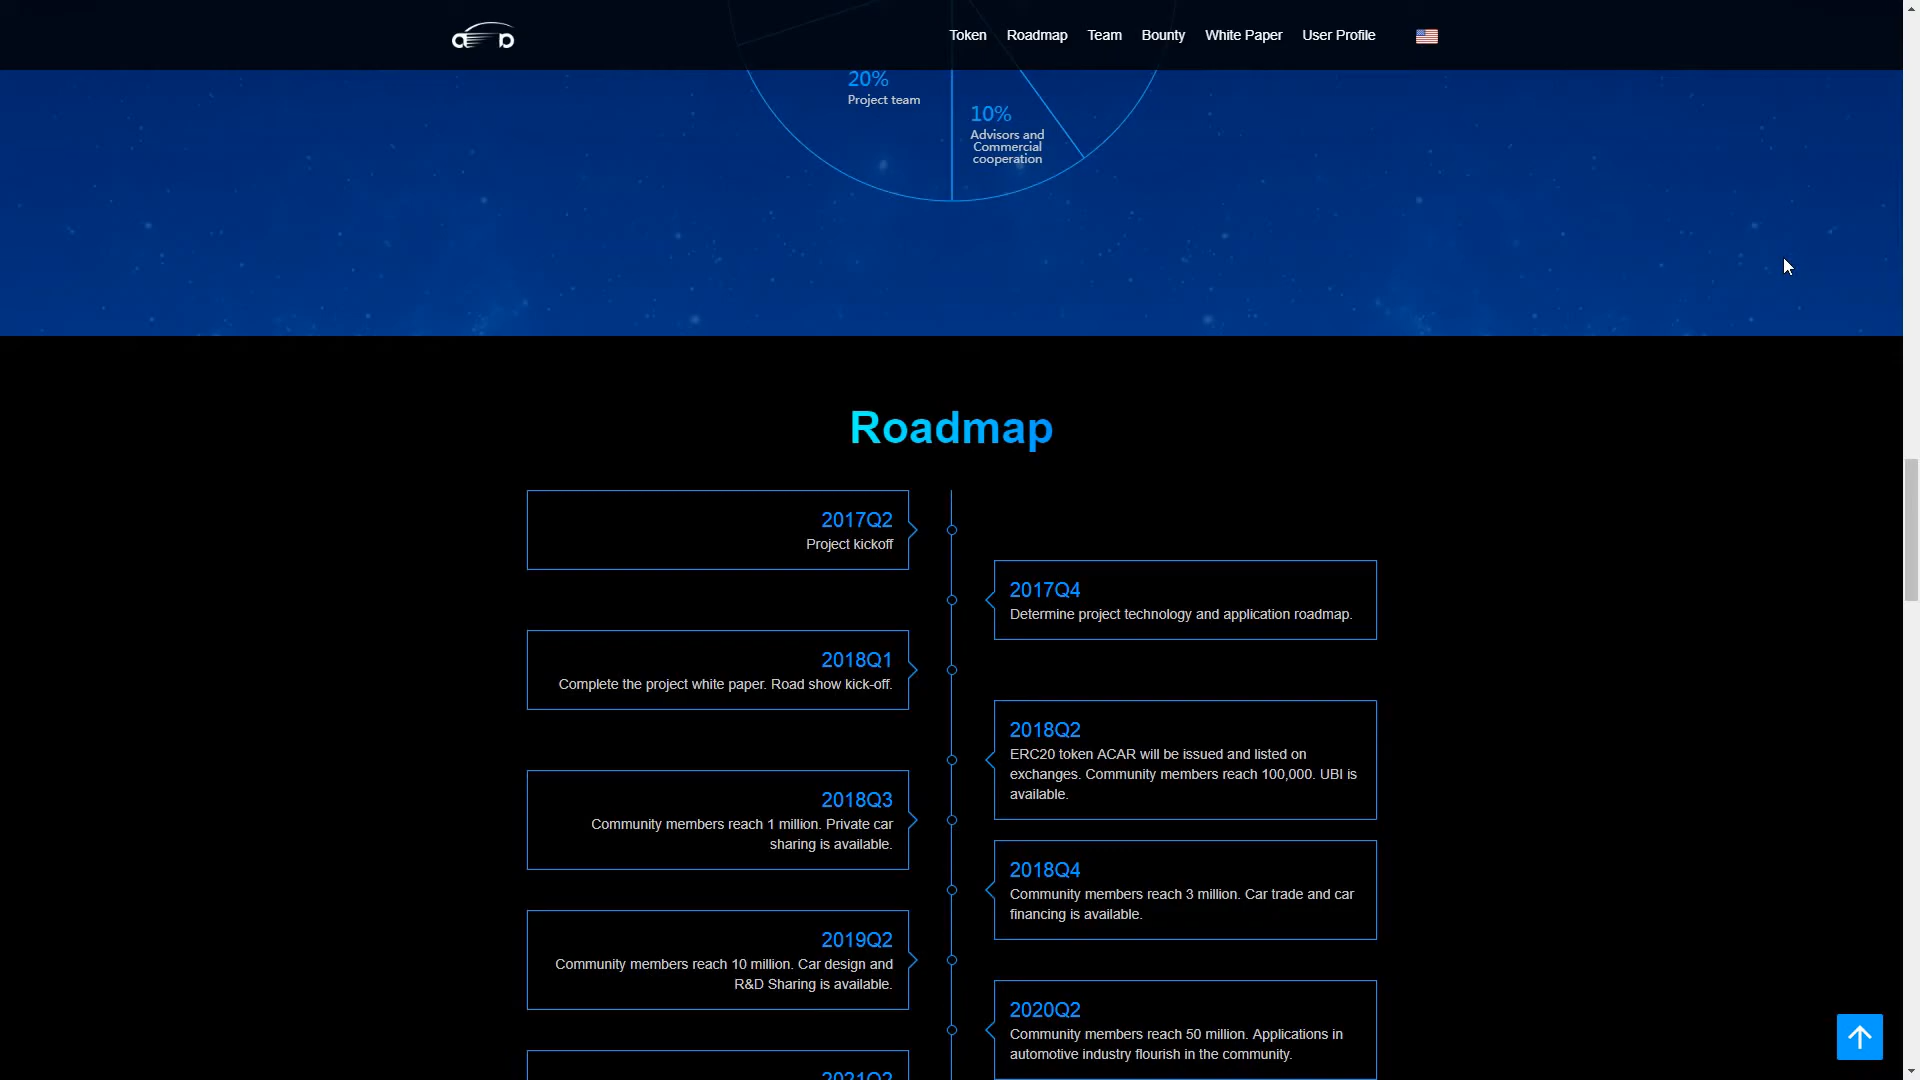 Token Roadmap Team Bounty White Paper User Profile
20%
Project team
10%
Advisors and
Commercial
cooperation
Roadmap
2017Q2
Project kickoff
2017Q4
Determine project technology and application roadmap.
2018Q1
Complete the project white paper. Road show kick-off.
2018Q2
ERC20 token ACAR will be issued and listed on
exchanges. Community members reach 100,000. UBI is
available.
2018Q3
Community members reach 1 million. Private car
sharing is available.
2018Q4
Community members reach 3 million. Car trade and car
financing is available.
2019Q2
Community members reach 10 million. Car design and
R&D Sharing is available.
2020Q2
Community members reach 50 million. Applications in
automotive industry flourish in the community.
2021Q2